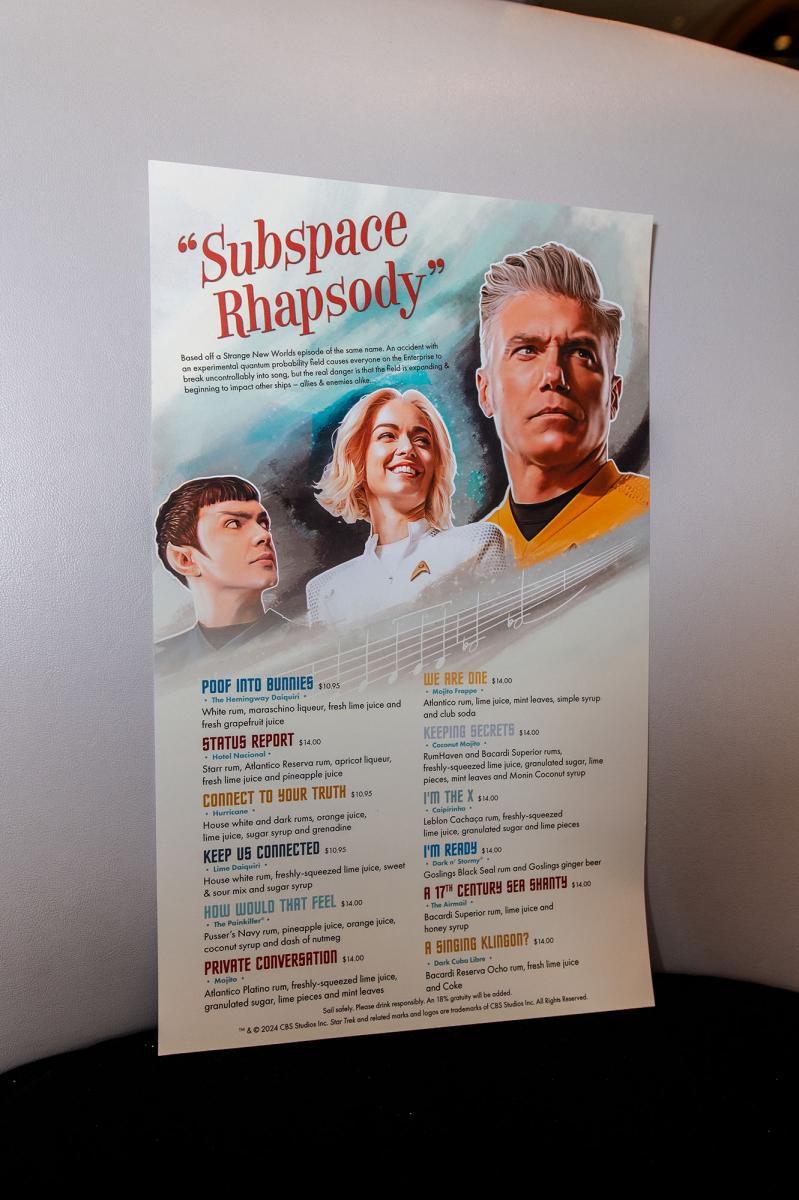 “Subspace
Rhapsody”
Based off a Strange New Worlds episode of the same name. An accident with
an experimental quantum probability field causes everyone on the Enterprise to
break uncontrollably into song, but the real danger is that the field is expanding &
beginning to impact other ships – allies & enemies alike...
POOF INTO BUNNIES $10.95
• The Hemingway Daiquiri •
White rum, maraschino liqueur, fresh lime juice and
fresh grapefruit juice
STATUS REPORT $14.00
• Hotel Nacional •
Starr rum, Atlantico Reserva rum, apricot liqueur,
fresh lime juice and pineapple juice
CONNECT TO YOUR TRUTH $10.95
• Hurricane •
House white and dark rums, orange juice,
lime juice, sugar syrup and grenadine
KEEP US CONNECTED $10.95
• Lime Daiquiri •
House white rum, freshly-squeezed lime juice, sweet
& sour mix and sugar syrup
HOW WOULD THAT FEEL $14.00
• The Painkiller® •
Pusser's Navy rum, pineapple juice, orange juice,
coconut syrup and dash of nutmeg
PRIVATE CONVERSATION $14.00
• Mojito •
Atlantico Platino rum, freshly-squeezed lime juice,
granulated sugar, lime pieces and mint leaves
WE ARE ONE $14.00
• Mojito Frappe •
Atlantico rum, lime juice, mint leaves, simple syrup
and club soda
KEEPING SECRETS $14.00
• Coconut Mojito •
RumHaven and Bacardi Superior rums,
freshly-squeezed lime juice, granulated sugar, lime
pieces, mint leaves and Monin Coconut syrup
I'M THE X $14.00
• Caipirinha •
Leblon Cachaça rum, freshly-squeezed
lime juice, granulated sugar and lime pieces
I'M READY $14.00
• Dark n' Stormy® •
Goslings Black Seal rum and Goslings ginger beer
A 17TH CENTURY SEA SHANTY $14.00
• The Airmail •
Bacardi Superior rum, lime juice and
honey syrup
A SINGING KLINGON? $14.00
• Dark Cuba Libre •
Bacardi Reserva Ocho rum, fresh lime juice
and Coke
Sail safely. Please drink responsibly. An 18% gratuity will be added.
™ & © 2024 CBS Studios Inc. Star Trek and related marks and logos are trademarks of CBS Studios Inc. All Rights Reserved.